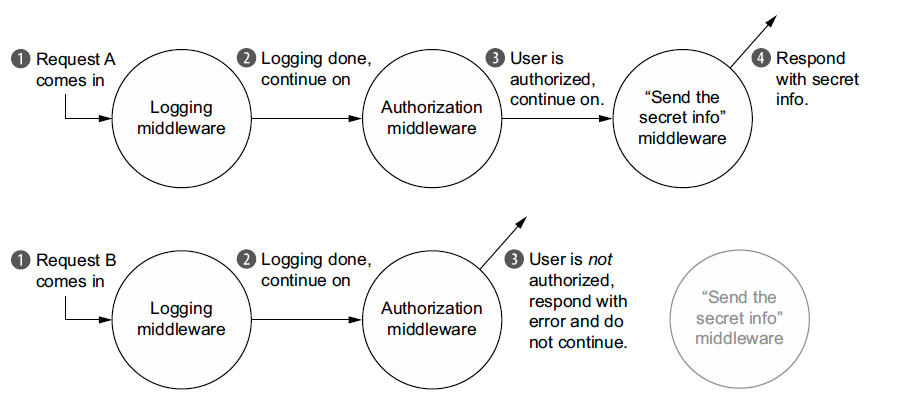 1 Request A
comes in
Logging
middleware
2 Logging done,
continue on
Authorization
middleware
3 User is
authorized,
continue on.
“Send the
secret info”
middleware
4 Respond
with secret
info.
1 Request B
comes in
Logging
middleware
2 Logging done,
continue on
Authorization
middleware
3 User is not
authorized,
respond with
error and do
not continue.
“Send the
secret info”
middleware